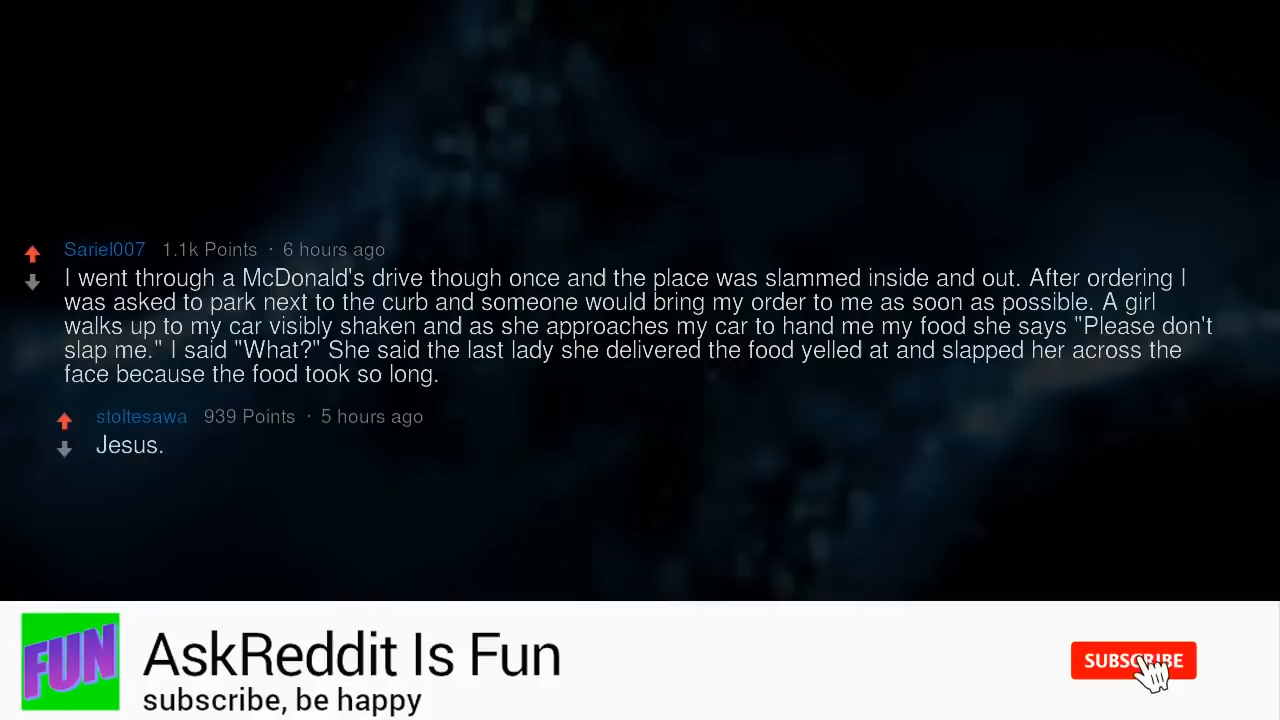 Sariel007 1.1k Points · 6 hours ago
I went through a McDonald's drive though once and the place was slammed inside and out. After ordering I
was asked to park next to the curb and someone would bring my order to me as soon as possible. A girl
walks up to my car visibly shaken and as she approaches my car to hand me my food she says "Please don't
slap me." I said "What?" She said the last lady she delivered the food yelled at and slapped her across the
face because the food took so long.
stoltesawa 939 Points · 5 hours ago
Jesus.
FUN
AskReddit Is Fun
subscribe, be happy
SUBSCRIBE